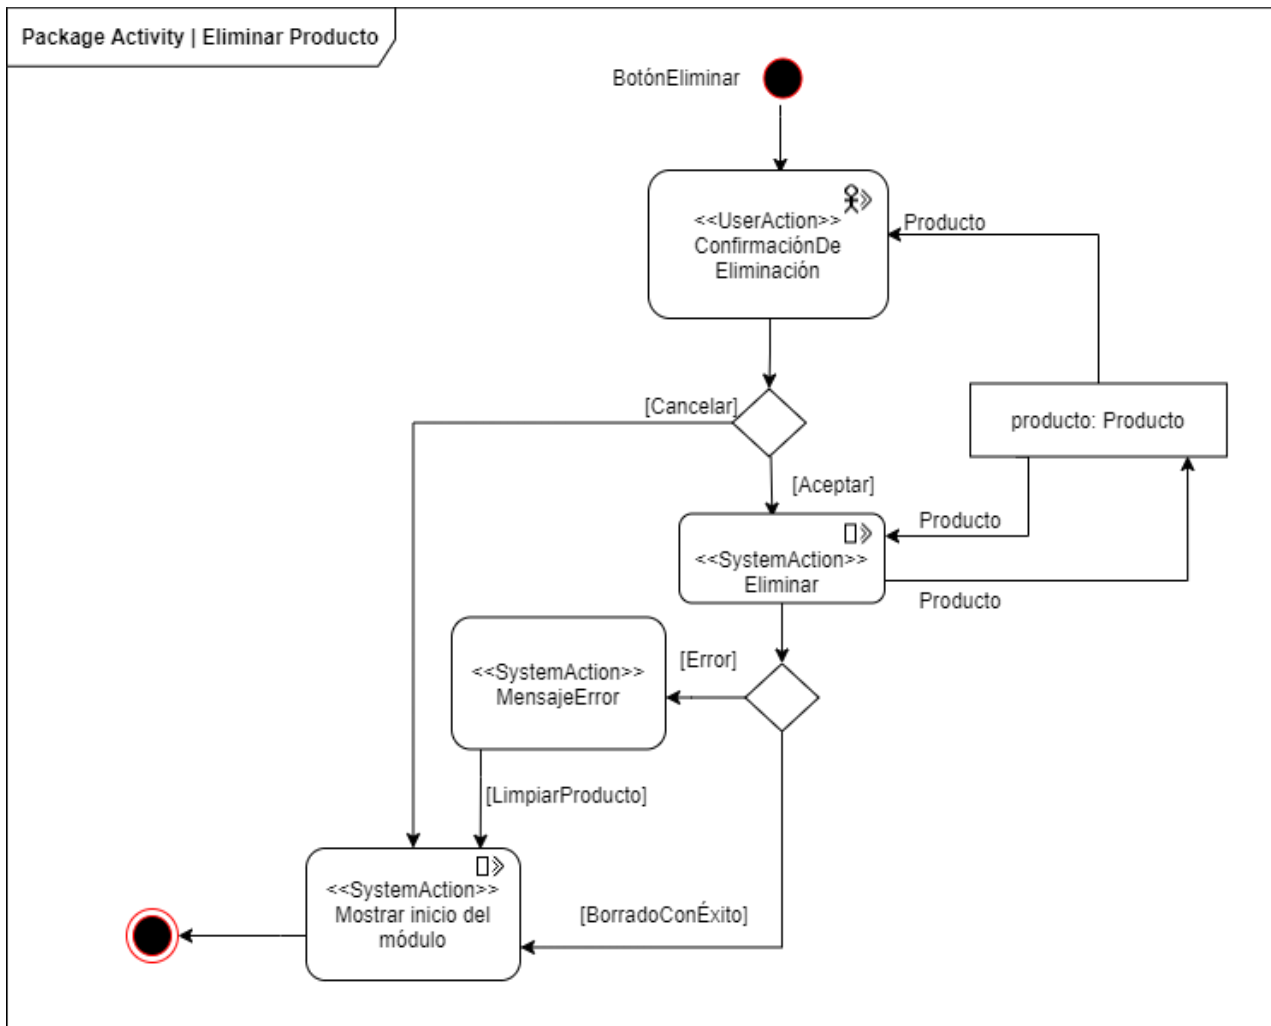 Package Activity | Eliminar Producto
BotónEliminar
<<UserAction>>
ConfirmaciónDe
Eliminación
Producto
[Cancelar]
producto: Producto
[Aceptar]
Producto
<<SystemAction>>
Eliminar
Producto
[Error]
<<SystemAction>>
MensajeError
[LimpiarProducto]
<<SystemAction>>
Mostrar inicio del
módulo
[BorradoConÉxito]